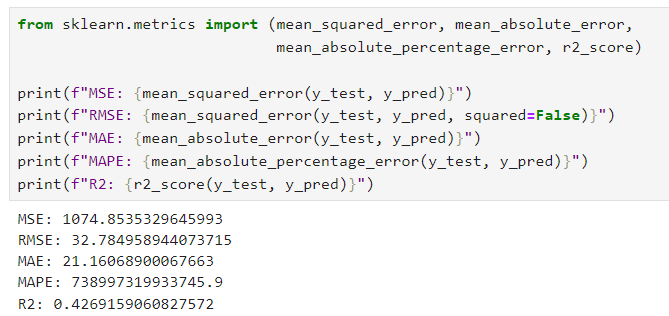 from sklearn.metrics import (mean_squared_error, mean_absolute_error,
mean_absolute_percentage_error, r2_score)
print(f"MSE: {mean_squared_error(y_test, y_pred)}")
print(f"RMSE: {mean_squared_error(y_test, y_pred, squared=False)}")
print(f"MAE: {mean_absolute_error(y_test, y_pred)}")
print(f"MAPE: {mean_absolute_percentage_error(y_test, y_pred)}")
print(f"R2: {r2_score(y_test, y_pred)}")
MSE: 1074.8535329645993
RMSE: 32.784958944073715
MAE: 21.16068900067663
MAPE: 738997319933745.9
R2: 0.4269159060827572